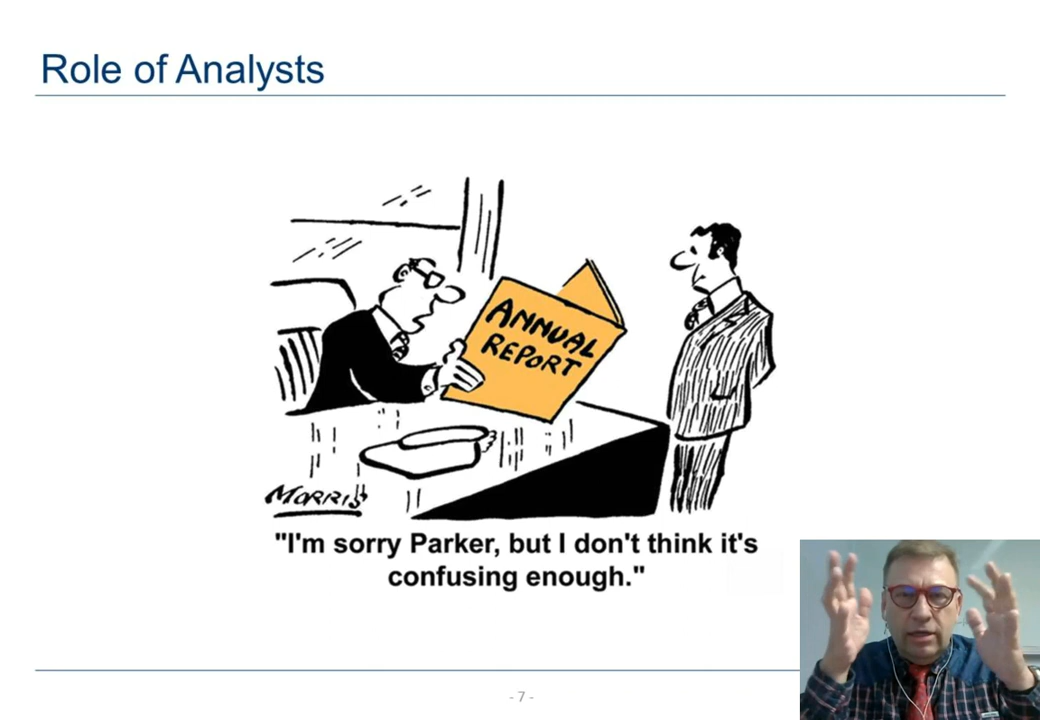 Role of Analysts
ANNUAL
REPORT
MORRIS
"I'm sorry Parker, but I don't think it's
confusing enough."
- 7 -